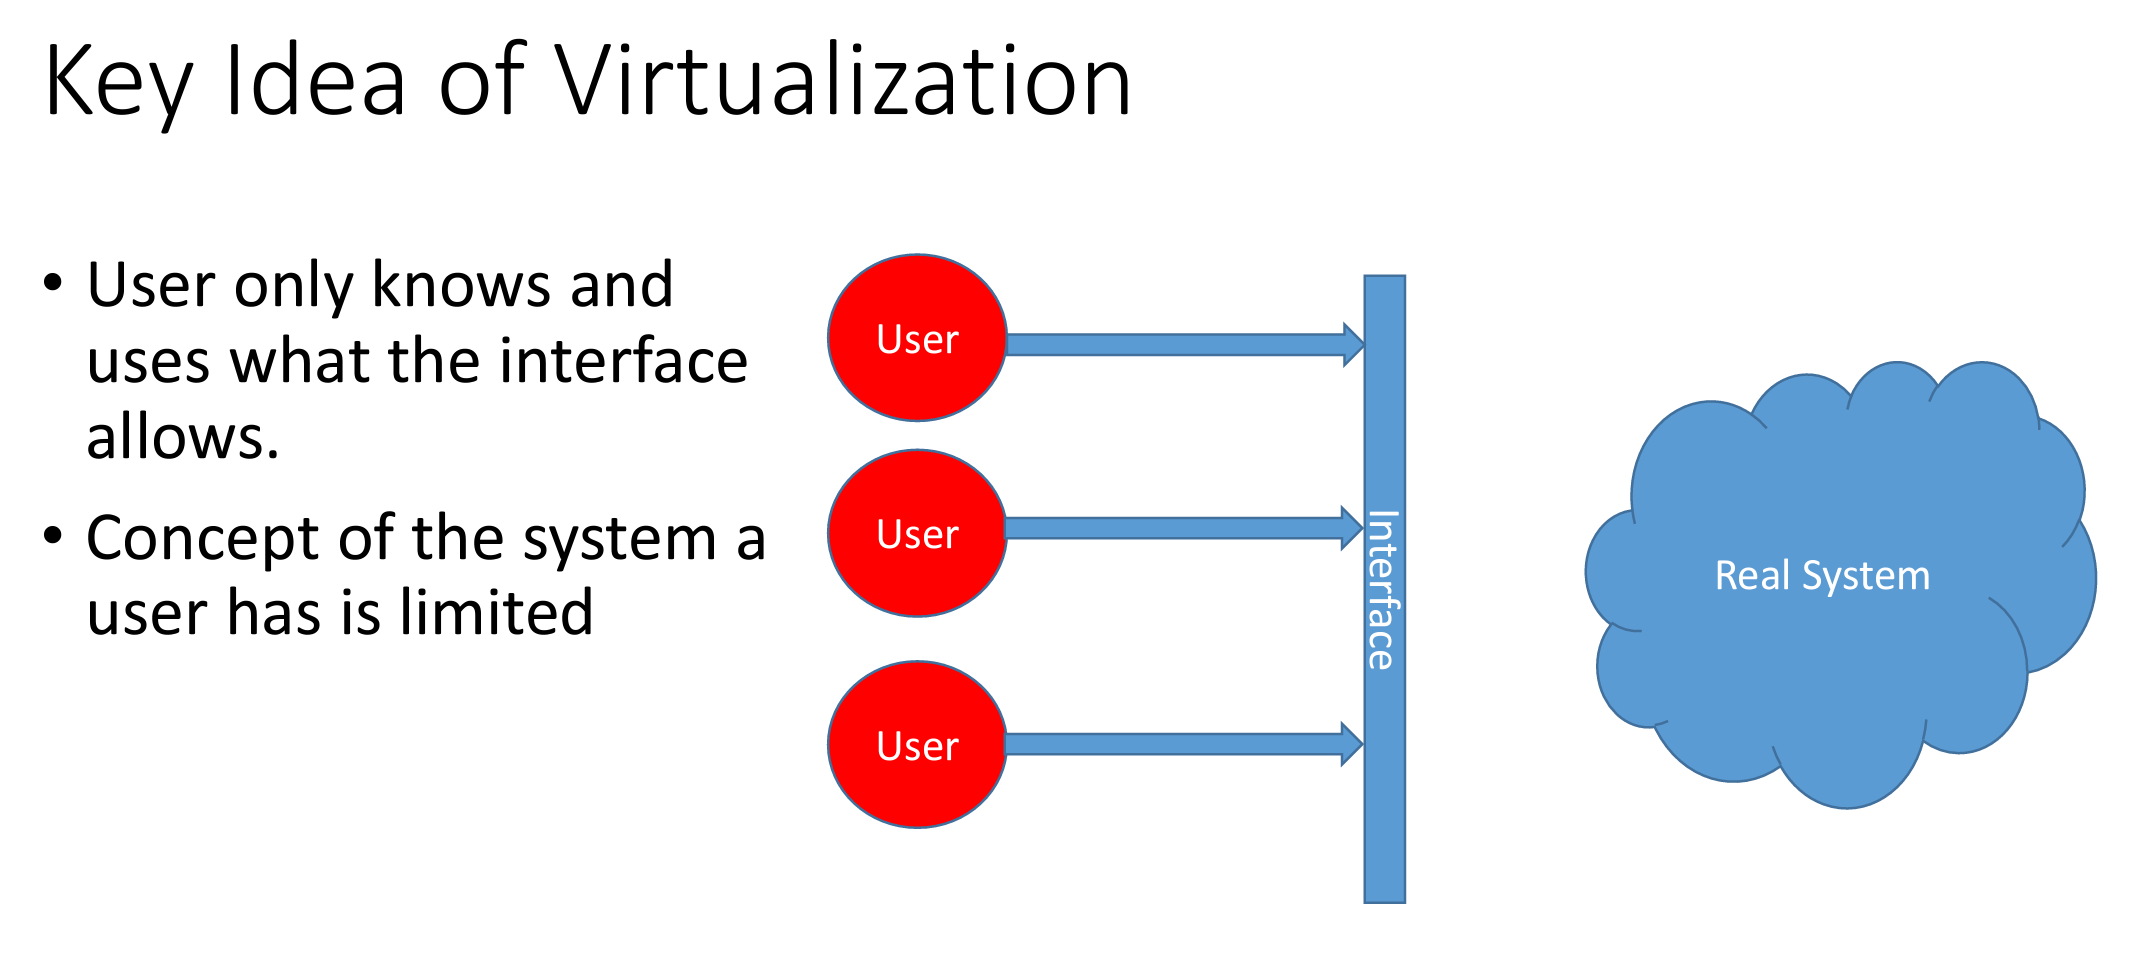 Key Idea of Virtualization
• User only knows and
uses what the interface
allows.
• Concept of the system a
user has is limited
User
User
User
Interface
Real System